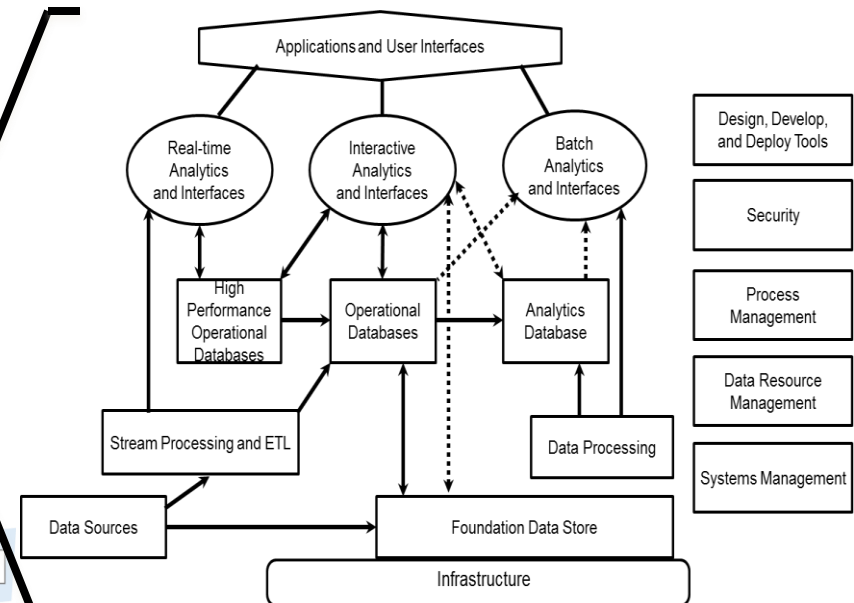 Applications and User Interfaces
Real-time
Analytics
and Interfaces
Interactive
Analytics
and Interfaces
Batch
Analytics
and Interfaces
High
Performance
Operational
Databases
Operational
Databases
Analytics
Database
Stream Processing and ETL
Data Processing
Data Sources
Foundation Data Store
Infrastructure
Design, Develop,
and Deploy Tools
Security
Process
Management
Data Resource
Management
Systems Management